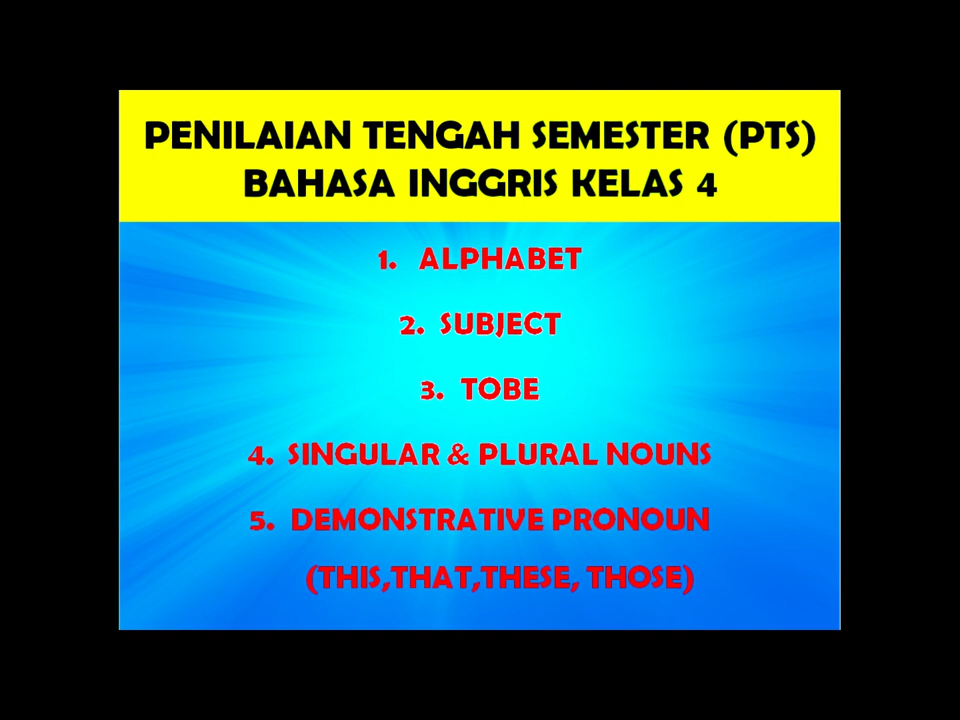 PENILAIAN TENGAH SEMESTER (PTS)
BAHASA INGGRIS KELAS 4
1. ALPHABET
2. SUBJECT
3. TOBE
4. SINGULAR & PLURAL NOUNS
5. DEMONSTRATIVE PRONOUN
(THIS,THAT,THESE, THOSE)